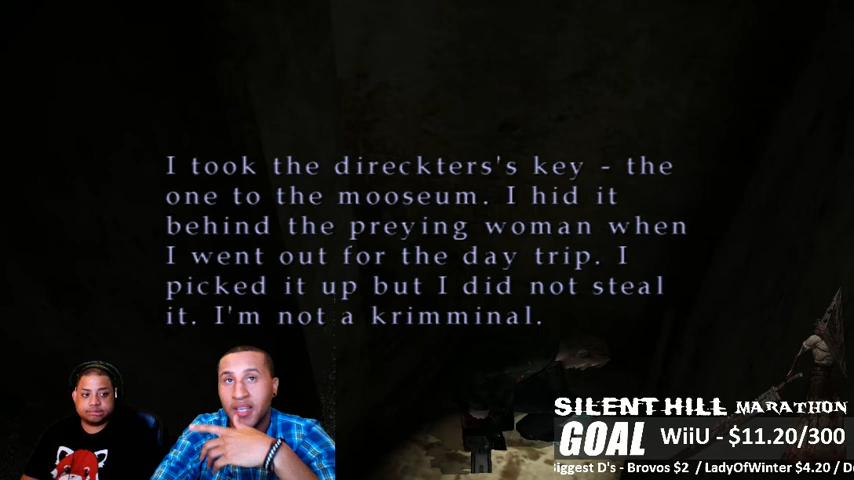 I took the direckters's key - the
one to the mooseum. I hid it
behind the preying woman when
I went out for the day trip. I
picked it up but I did not steal
it. I'm not a krimminal.
SILENT HILL MARATHON
GOAL WiiU - $11.20/300
iggest D's - Brovos $2 / LadyOfWinter $4.20 /